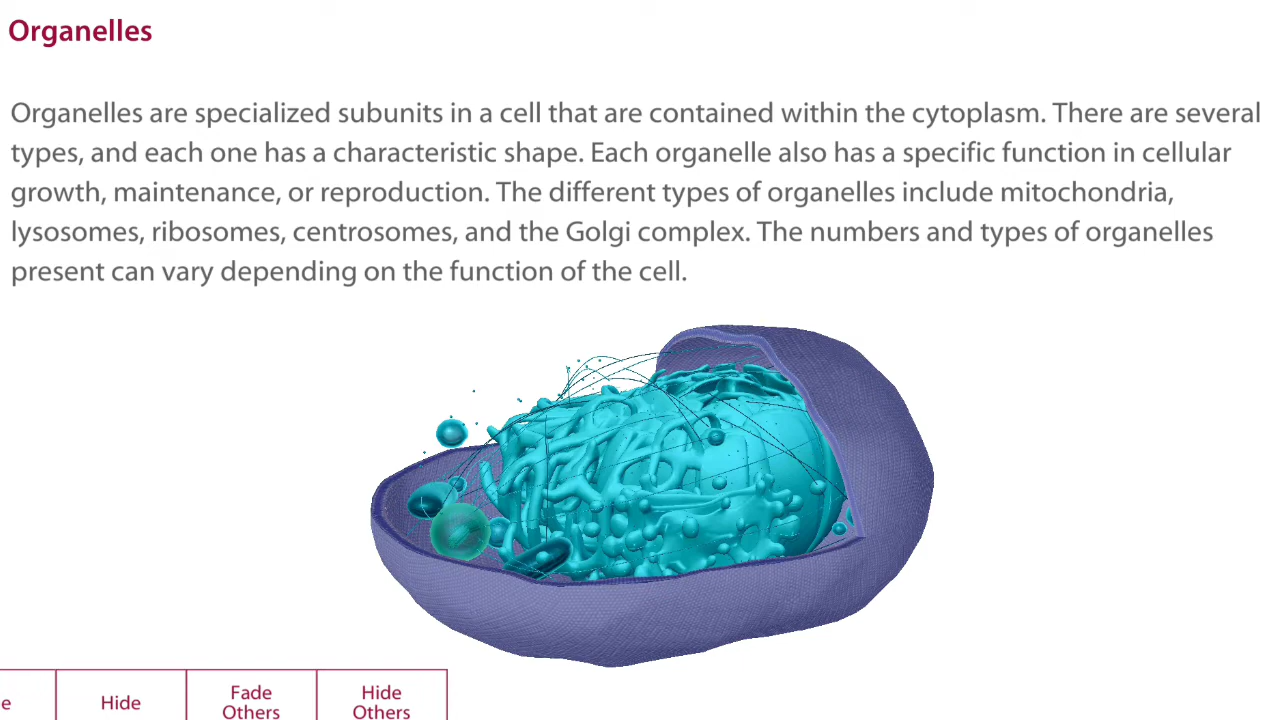 Organelles
Organelles are specialized subunits in a cell that are contained within the cytoplasm. There are several
types, and each one has a characteristic shape. Each organelle also has a specific function in cellular
growth, maintenance, or reproduction. The different types of organelles include mitochondria,
lysosomes, ribosomes, centrosomes, and the Golgi complex. The numbers and types of organelles
present can vary depending on the function of the cell.
Hide
Fade
Others
Hide
Others